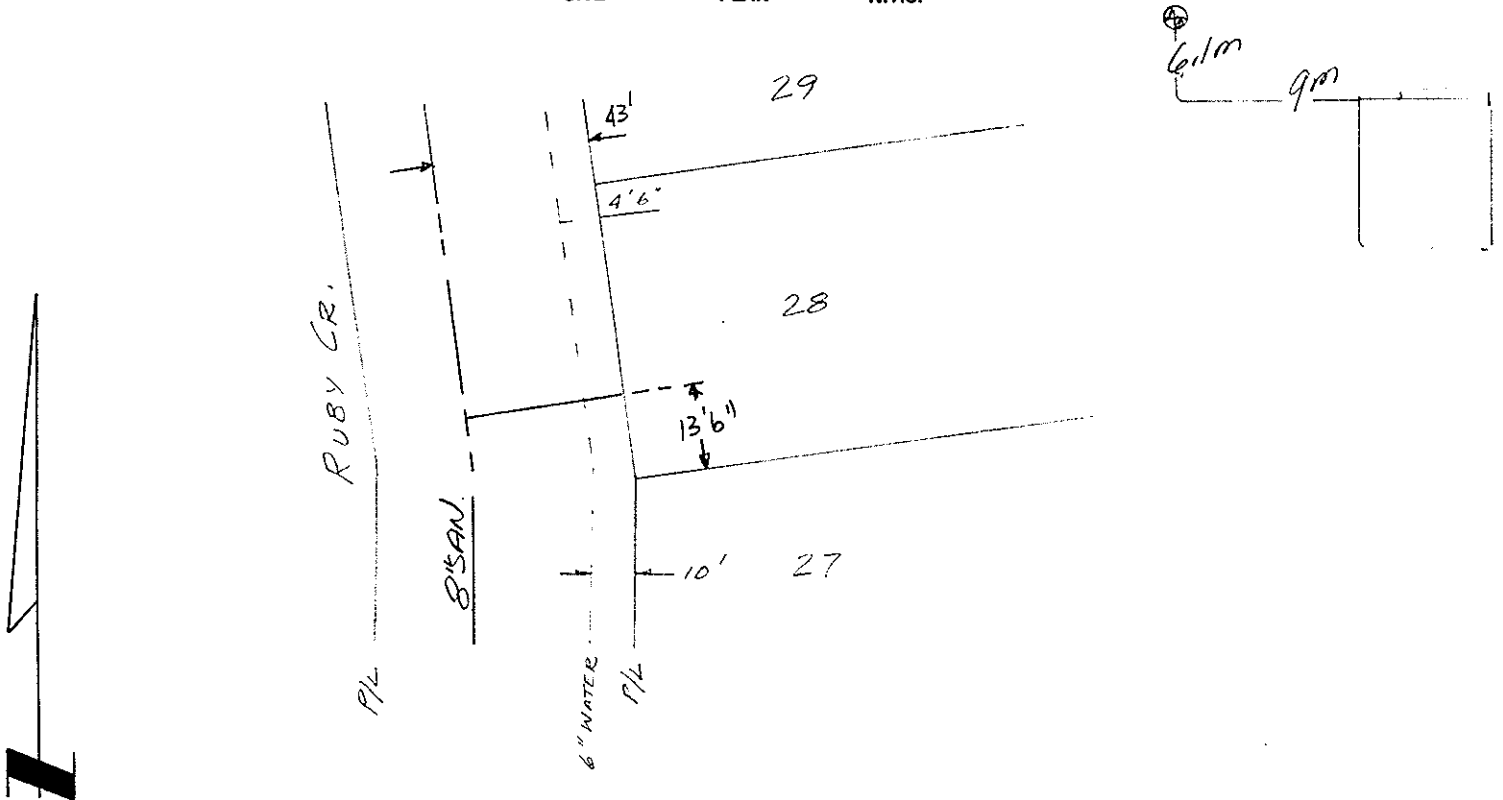 6.1m
9m
29
43'
4'6"
28
RUBY CR.
13'6"
8" SAN.
10'
27
P/L
6" WATER
P/L